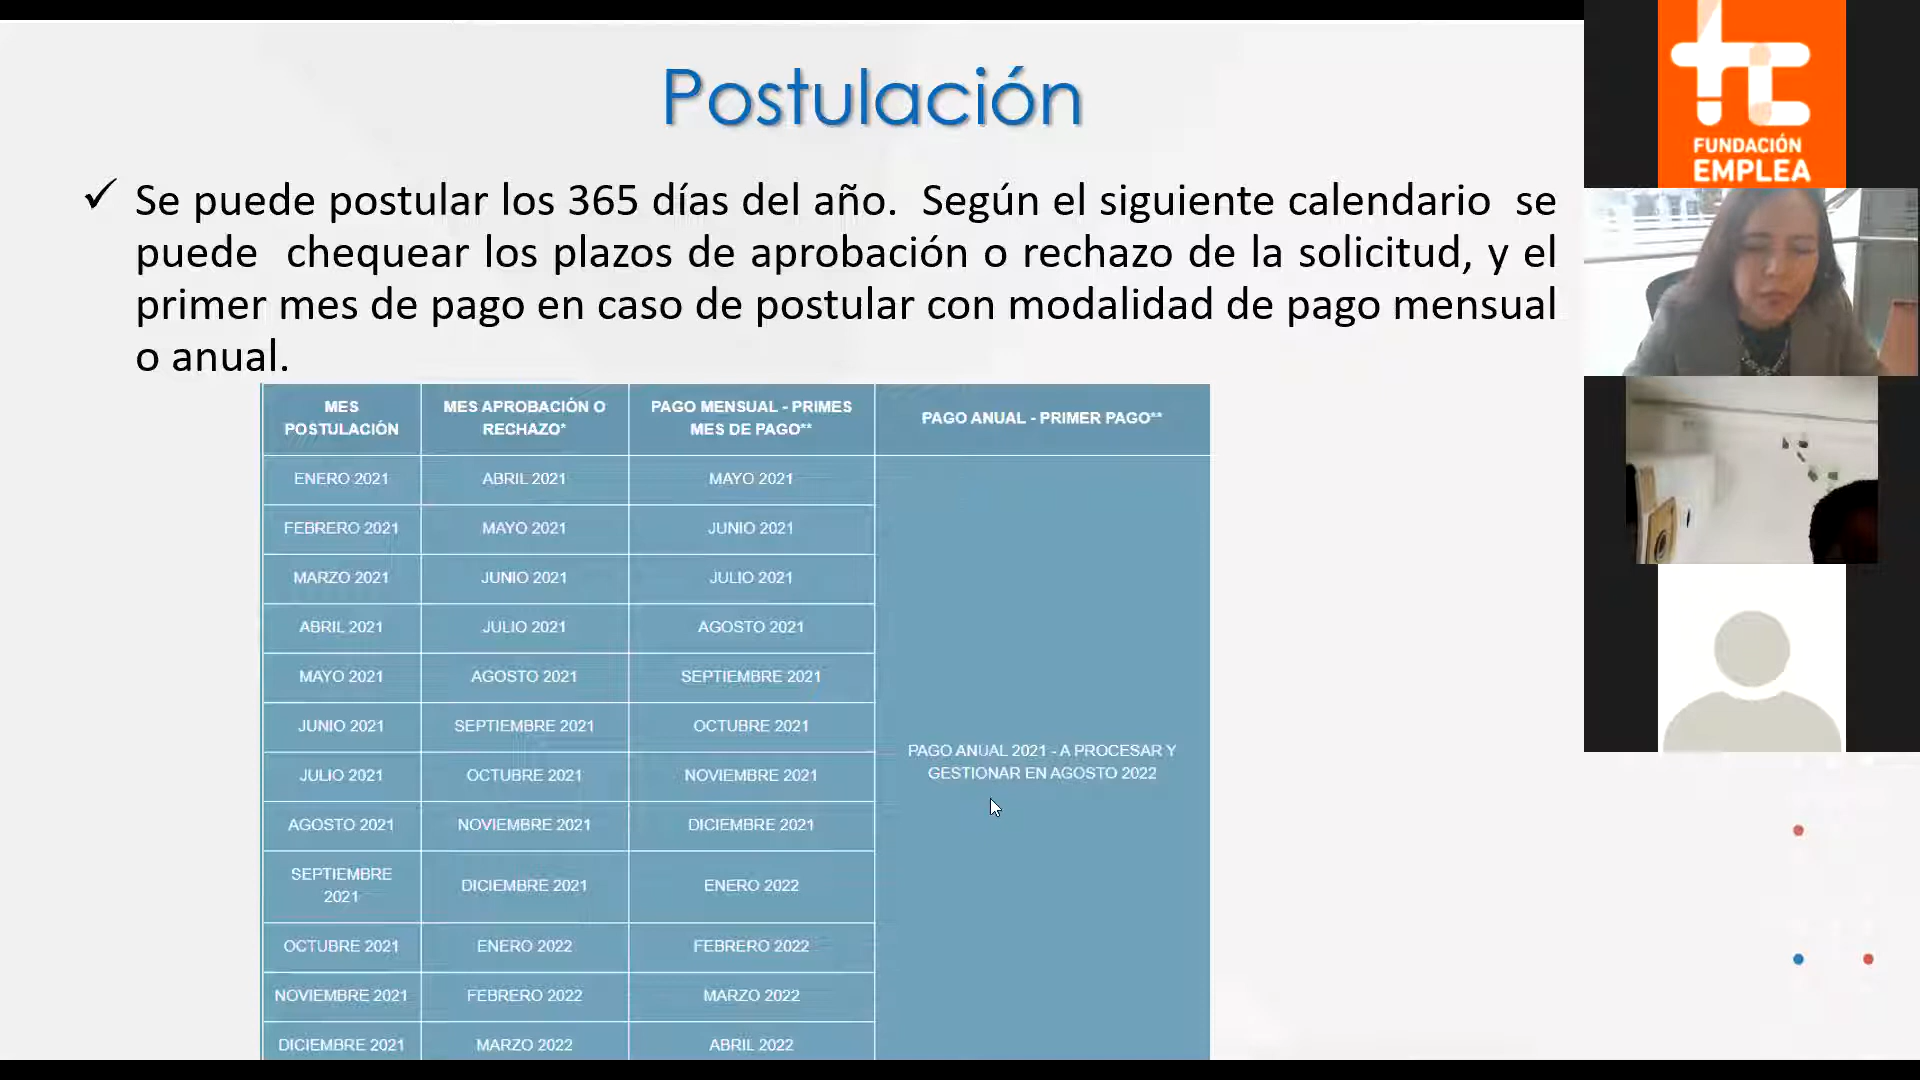 Postulación
✓ Se puede postular los 365 días del año. Según el siguiente calendario se
puede chequear los plazos de aprobación o rechazo de la solicitud, y el
primer mes de pago en caso de postular con modalidad de pago mensual
o anual.
MES POSTULACIÓN | MES APROBACIÓN O RECHAZO* | PAGO MENSUAL - PRIMES MES DE PAGO** | PAGO ANUAL - PRIMER PAGO**
ENERO 2021 | ABRIL 2021 | MAYO 2021
FEBRERO 2021 | MAYO 2021 | JUNIO 2021
MARZO 2021 | JUNIO 2021 | JULIO 2021
ABRIL 2021 | JULIO 2021 | AGOSTO 2021
MAYO 2021 | AGOSTO 2021 | SEPTIEMBRE 2021
JUNIO 2021 | SEPTIEMBRE 2021 | OCTUBRE 2021
PAGO ANUAL 2021 - A PROCESAR Y
GESTIONAR EN AGOSTO 2022
JULIO 2021 | OCTUBRE 2021 | NOVIEMBRE 2021
AGOSTO 2021 | NOVIEMBRE 2021 | DICIEMBRE 2021
SEPTIEMBRE 2021 | DICIEMBRE 2021 | ENERO 2022
OCTUBRE 2021 | ENERO 2022 | FEBRERO 2022
NOVIEMBRE 2021 | FEBRERO 2022 | MARZO 2022
DICIEMBRE 2021 | MARZO 2022 | ABRIL 2022
FUNDACIÓN
EMPLEA